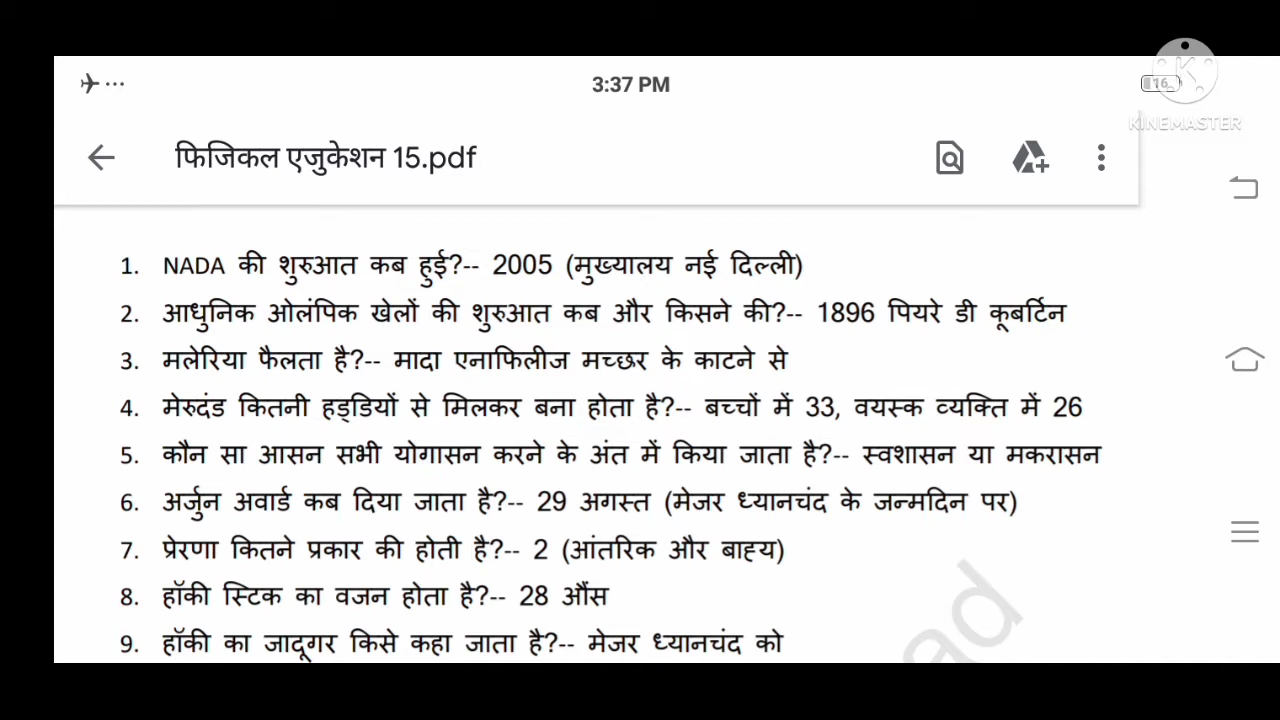 3:37 PM
16
KINEMASTER
फिजिकल एजुकेशन 15.pdf
1. NADA की शुरुआत कब हुई?-- 2005 (मुख्यालय नई दिल्ली)
2. आधुनिक ओलंपिक खेलों की शुरुआत कब और किसने की?-- 1896 पियरे डी कूबर्टिन
3. मलेरिया फैलता है?-- मादा एनाफिलीज मच्छर के काटने से
4. मेरुदंड कितनी हड्डियों से मिलकर बना होता है?-- बच्चों में 33, वयस्क व्यक्ति में 26
5. कौन सा आसन सभी योगासन करने के अंत में किया जाता है?-- स्वशासन या मकरासन
6. अर्जुन अवार्ड कब दिया जाता है?-- 29 अगस्त (मेजर ध्यानचंद के जन्मदिन पर)
7. प्रेरणा कितने प्रकार की होती है?-- 2 (आंतरिक और बाह्य)
8. हॉकी स्टिक का वजन होता है?-- 28 औंस
9. हॉकी का जादूगर किसे कहा जाता है?-- मेजर ध्यानचंद को